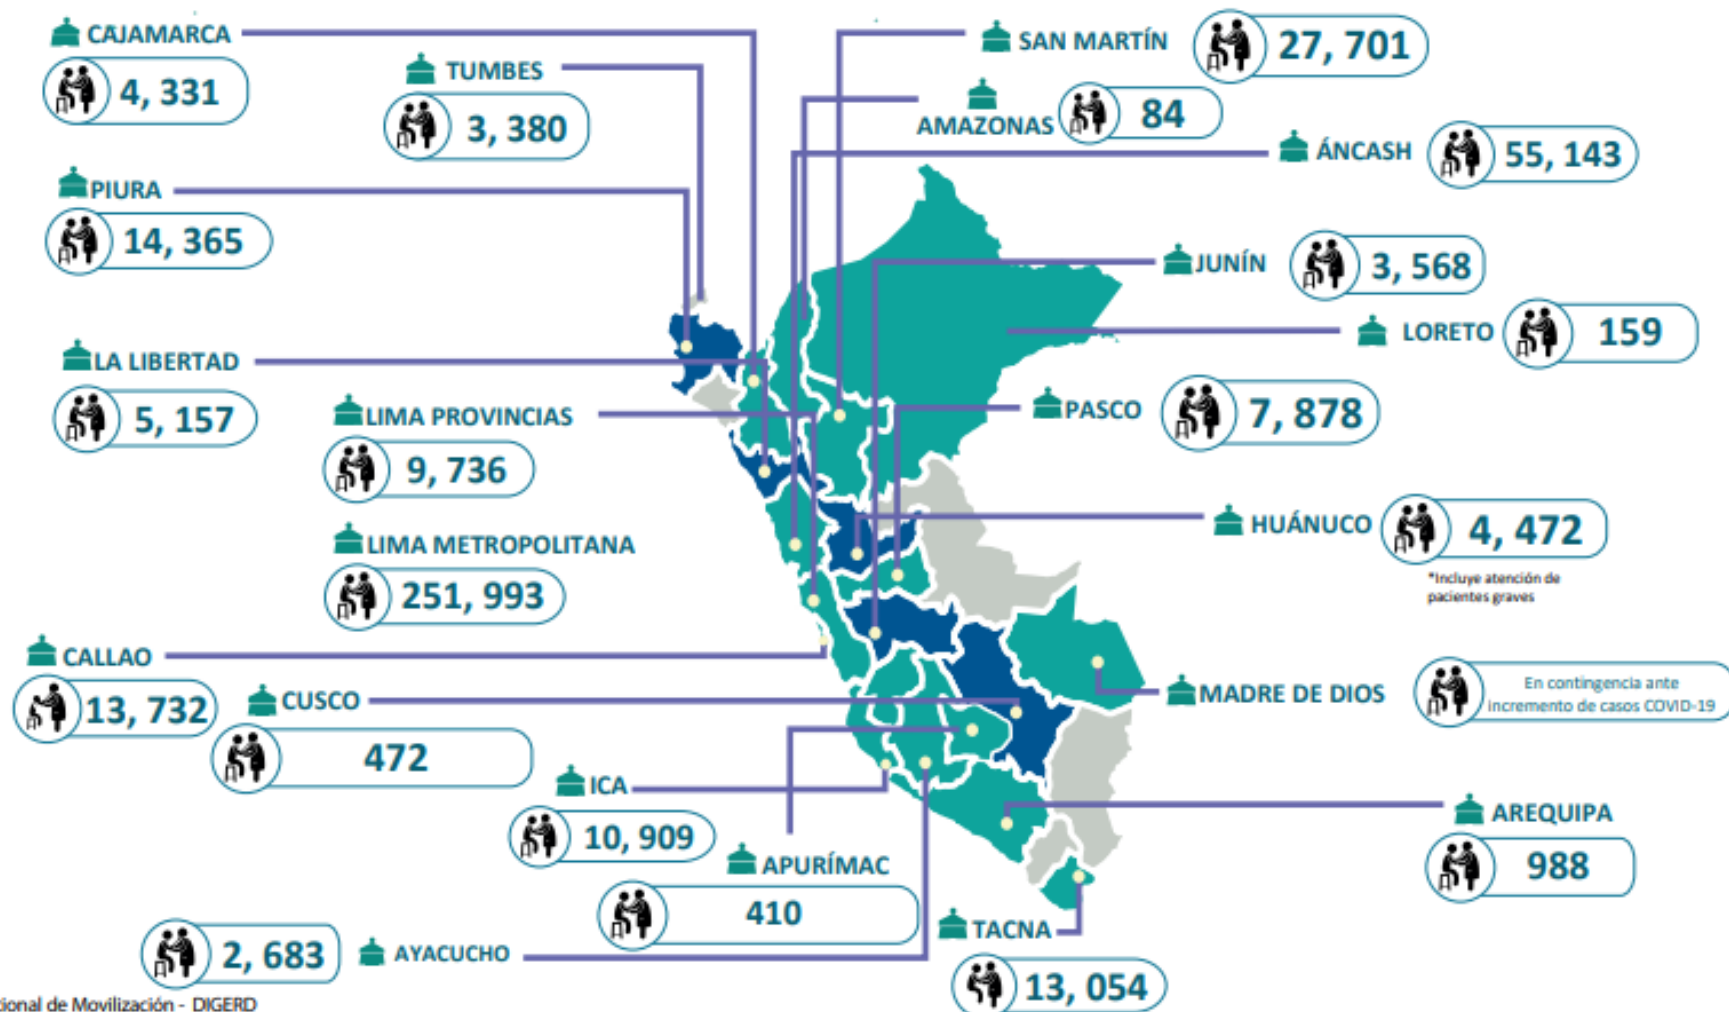 CAJAMARCA
4, 331
TUMBES
3, 380
PIURA
14, 365
LA LIBERTAD
5, 157
LIMA PROVINCIAS
9, 736
LIMA METROPOLITANA
251, 993
CALLAO
13, 732
CUSCO
472
ICA
10, 909
APURÍMAC
410
2, 683
AYACUCHO
SAN MARTÍN
27, 701
AMAZONAS
84
ÁNCASH
55, 143
JUNÍN
3, 568
LORETO
159
PASCO
7, 878
HUÁNUCO
4, 472
*Incluye atención de
pacientes graves
MADRE DE DIOS
En contingencia ante
incremento de casos COVID-19
AREQUIPA
988
TACNA
13, 054
de Movilización - DIGERD